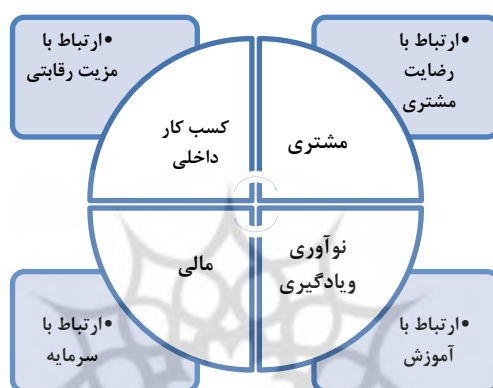 •ارتباط با
رضایت
مشتری
•ارتباط با
مزیت رقابتی
مشتری
کسب کار
داخلی
نوآوری
ویادگیری
مالی
•ارتباط با
آموزش
•ارتباط با
سرمایه